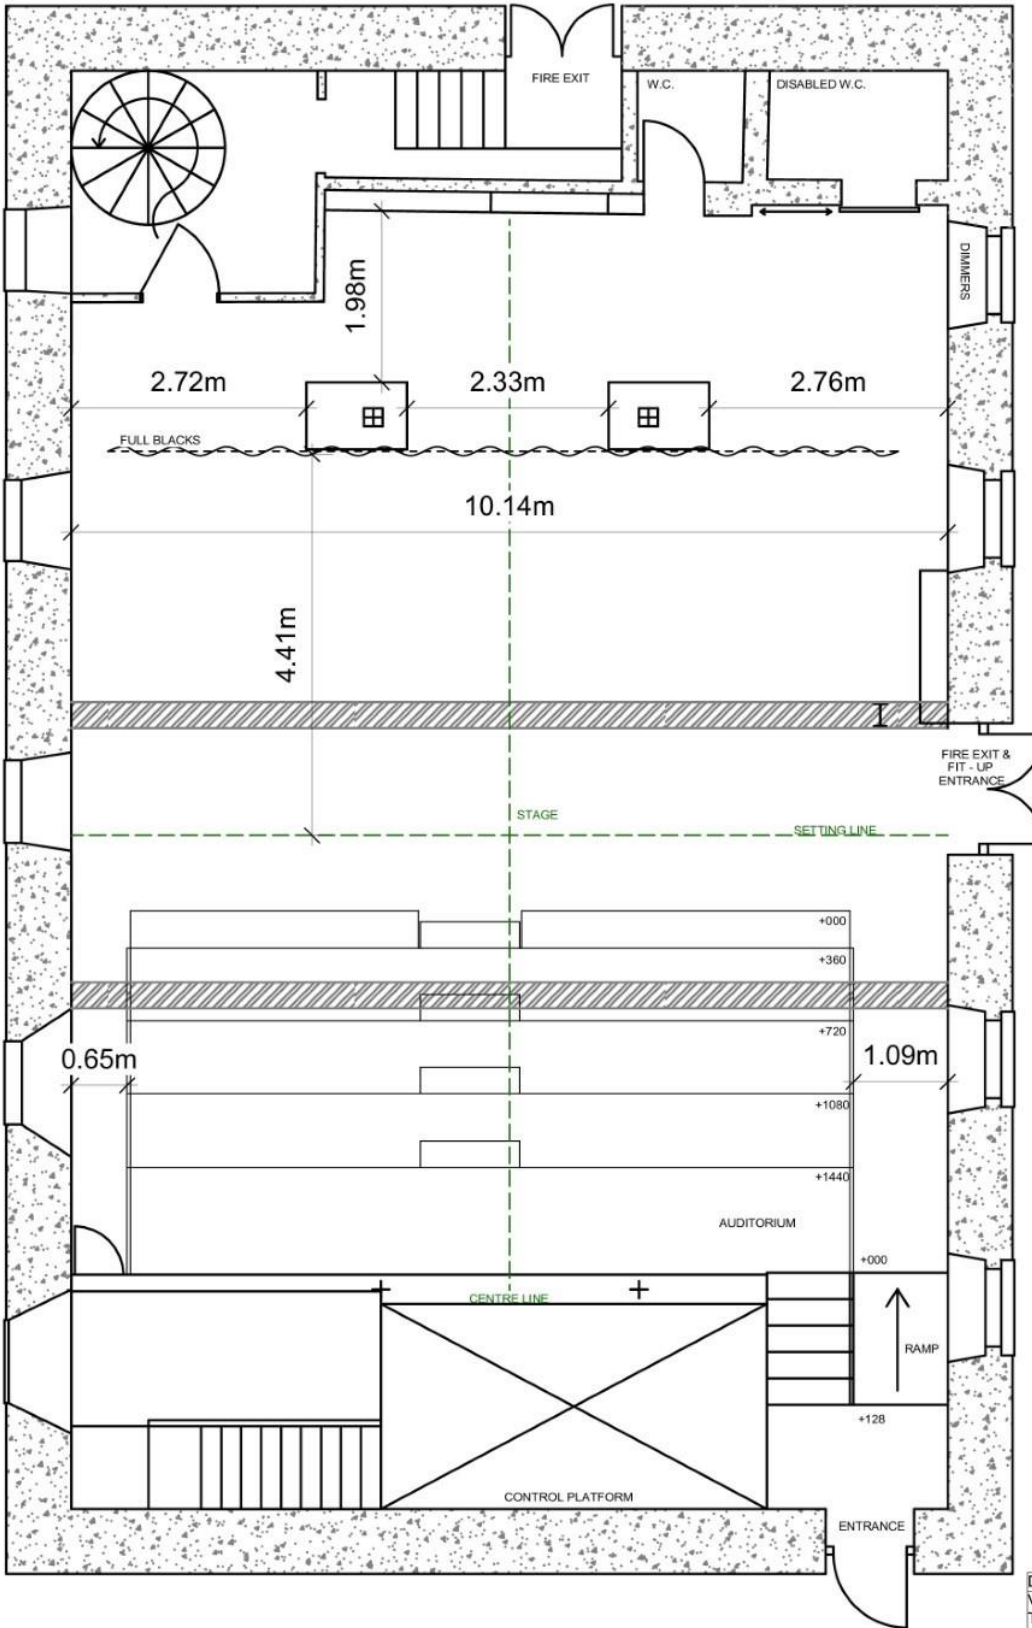 FIRE EXIT
W.C.
DISABLED W.C.
DIMMERS
1.98m
2.72m
2.33m
2.76m
FULL BLACKS
10.14m
4.41m
FIRE EXIT &
FIT - UP
ENTRANCE
STAGE
SETTING LINE
+000
+360
+720
0.65m
1.09m
+1080
+1440
AUDITORIUM
+000
CENTRE LINE
RAMP
+128
CONTROL PLATFORM
ENTRANCE